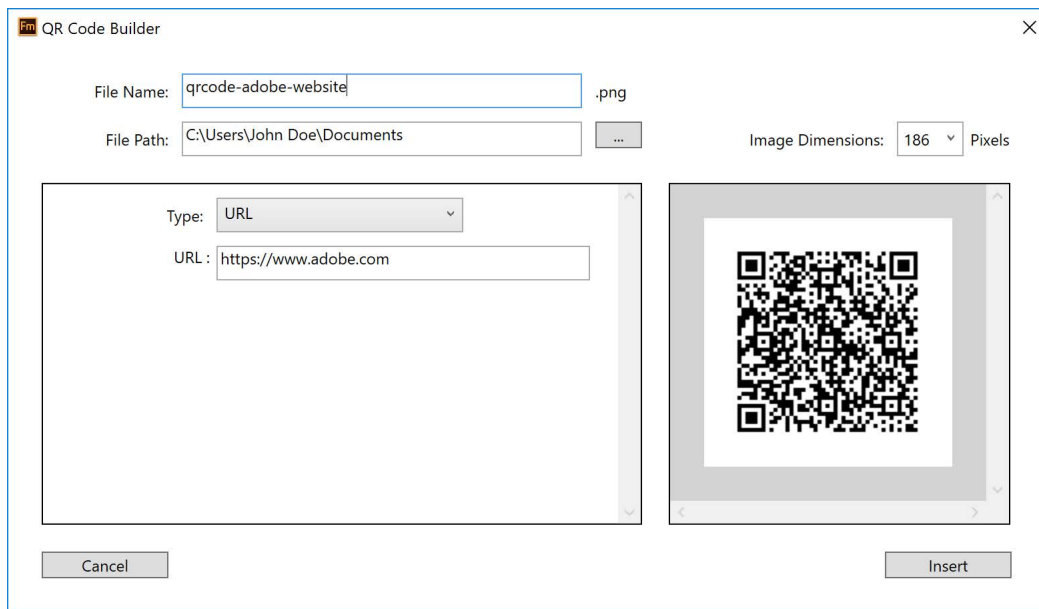 Fm QR Code Builder
File Name: qrcode-adobe-website .png
File Path: C:\Users\John Doe\Documents ... Image Dimensions: 186 Pixels
Type: URL
URL : https://www.adobe.com
Cancel Insert